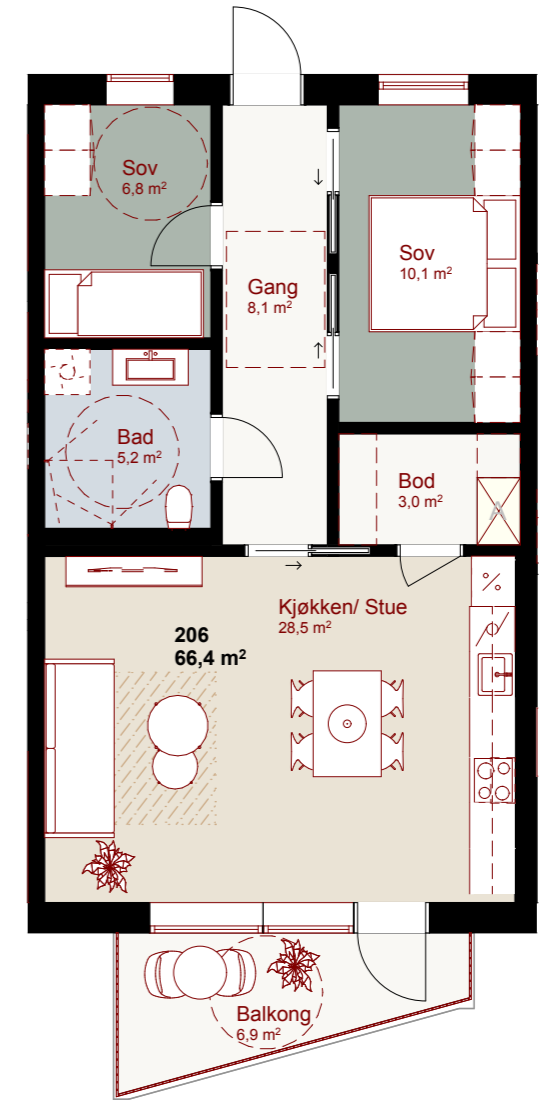 Sov
6,8 m²
Sov
10,1 m²
Gang
8,1 m²
Bad
5,2 m²
Bod
3,0 m²
A
Kjøkken/ Stue
28,5 m²
%
206
66,4 m²
Balkong
6,9 m²